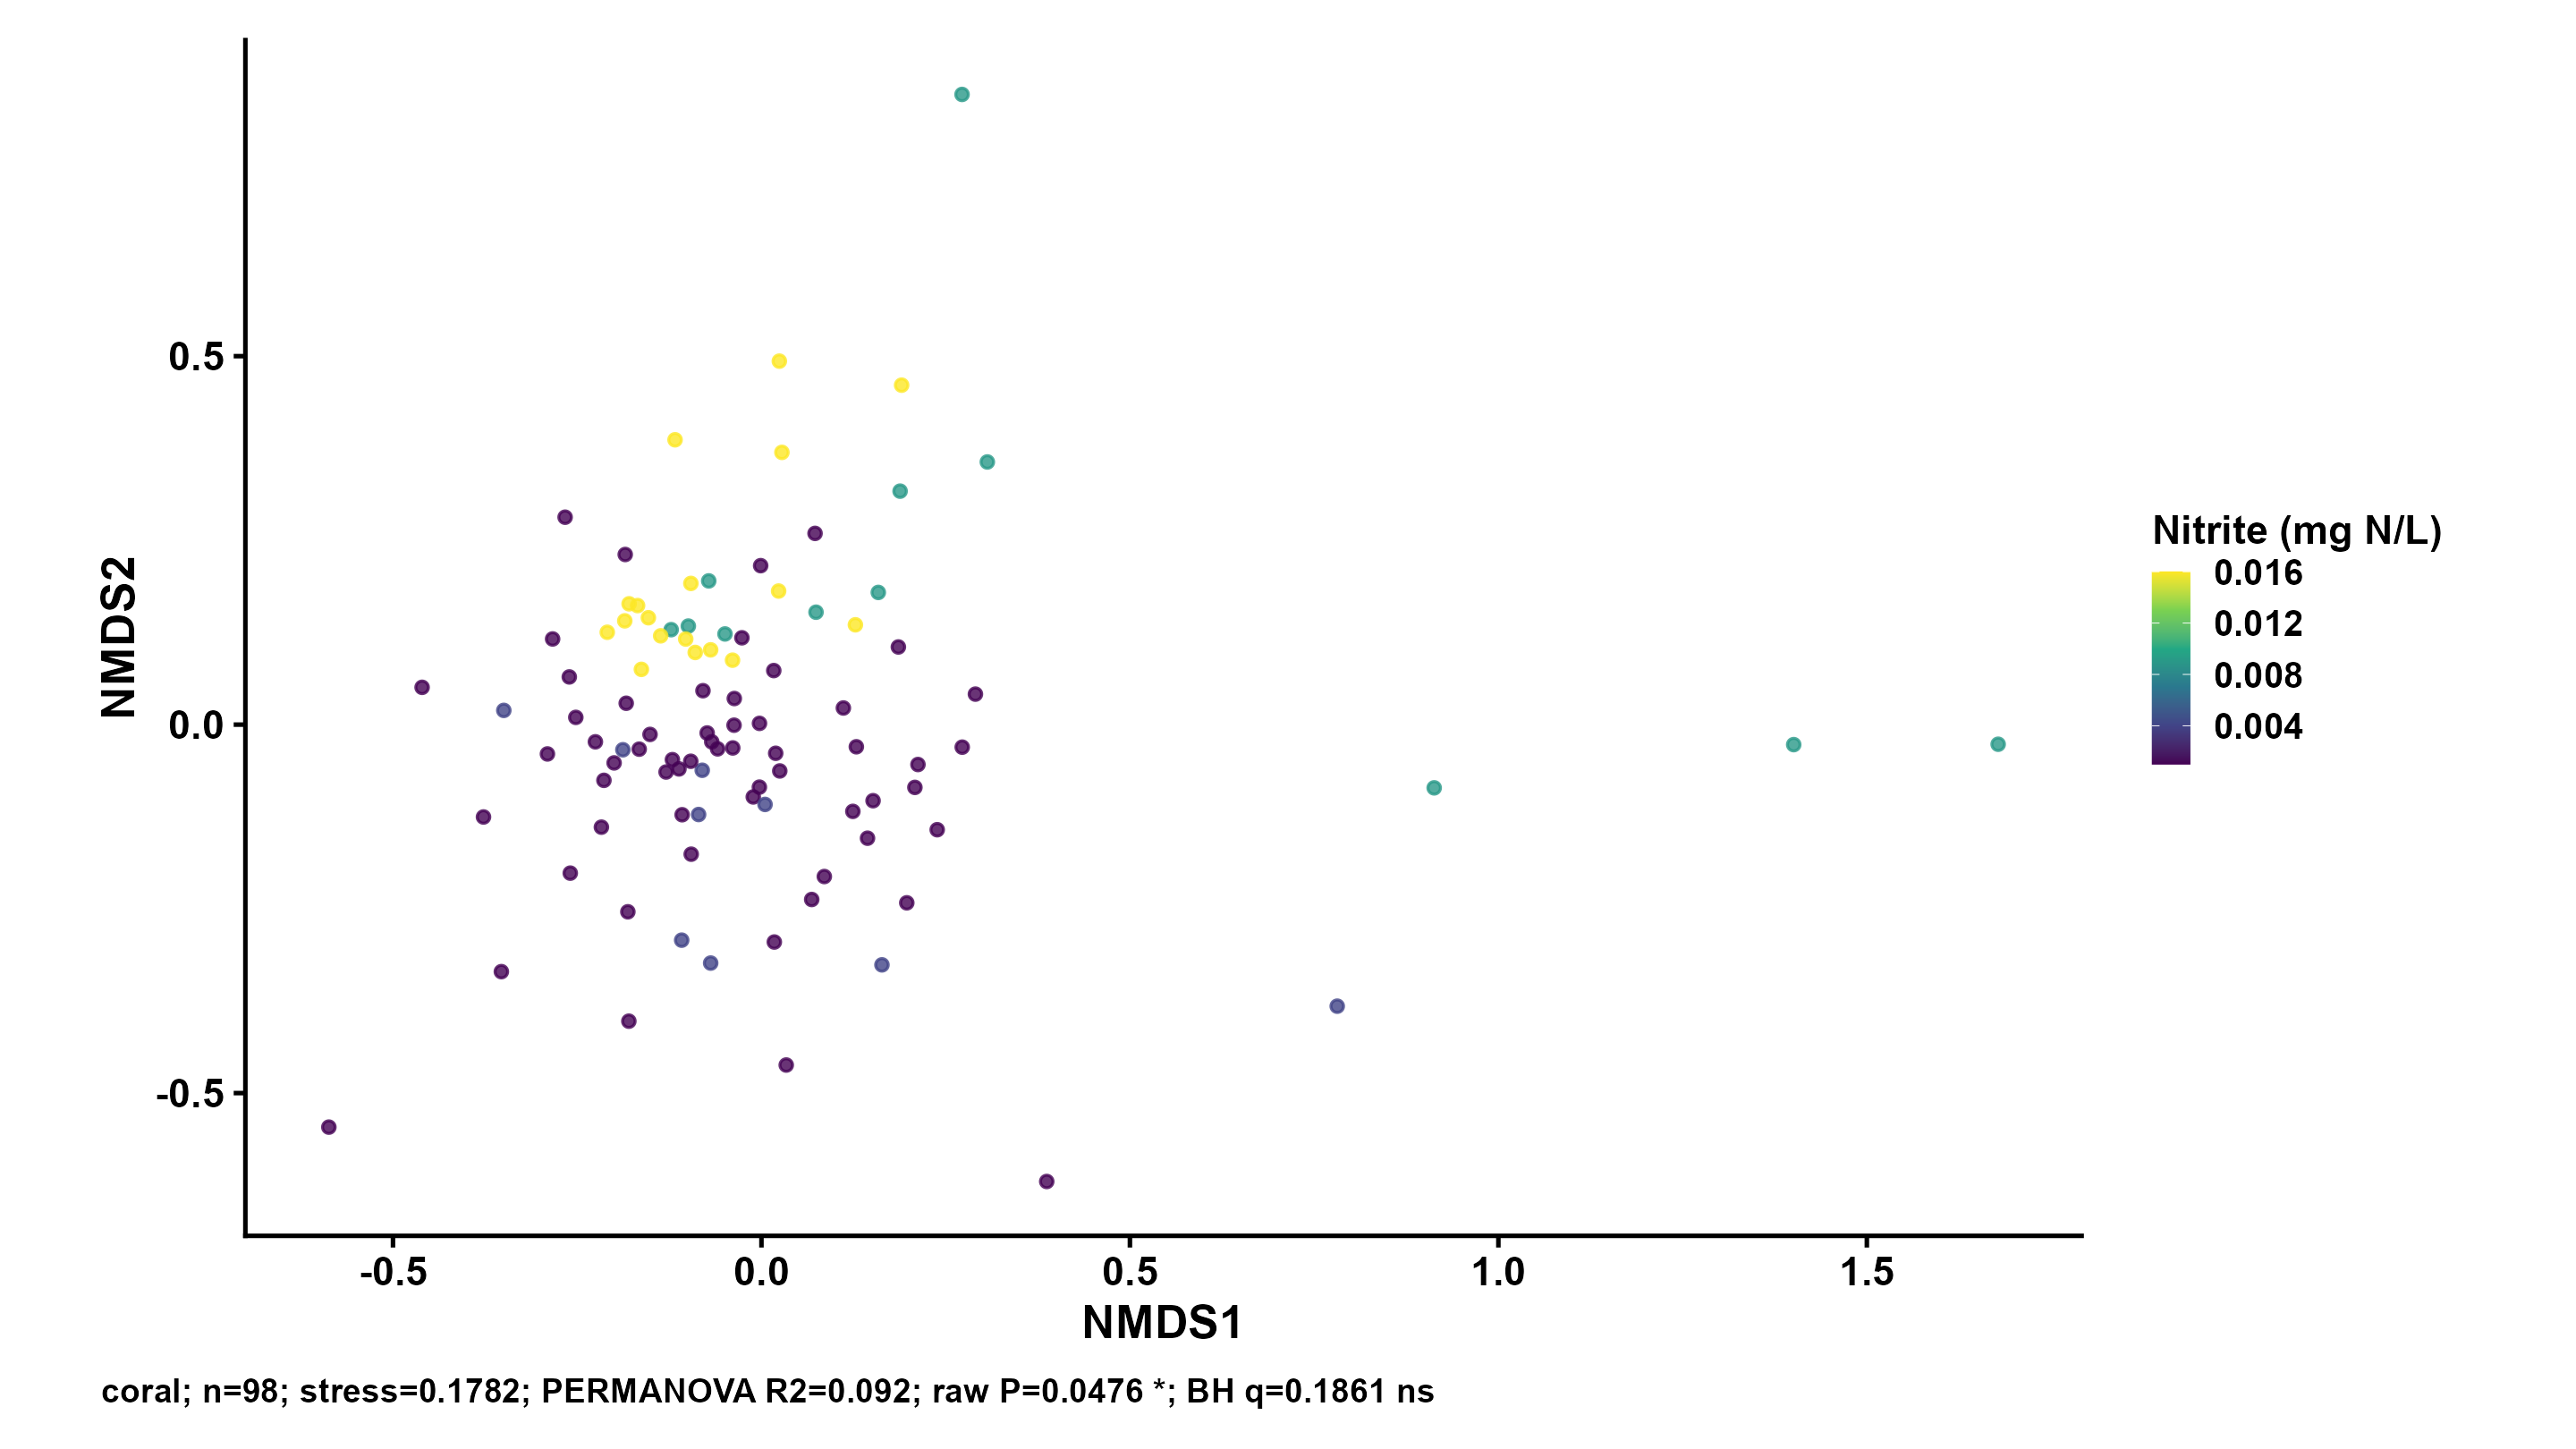 0.5
0.0
-0.5
NMDS2
-0.5 0.0 0.5 1.0 1.5
NMDS1
Nitrite (mg N/L)
0.016
0.012
0.008
0.004
coral; n=98; stress=0.1782; PERMANOVA R2=0.092; raw P=0.0476 *; BH q=0.1861 ns